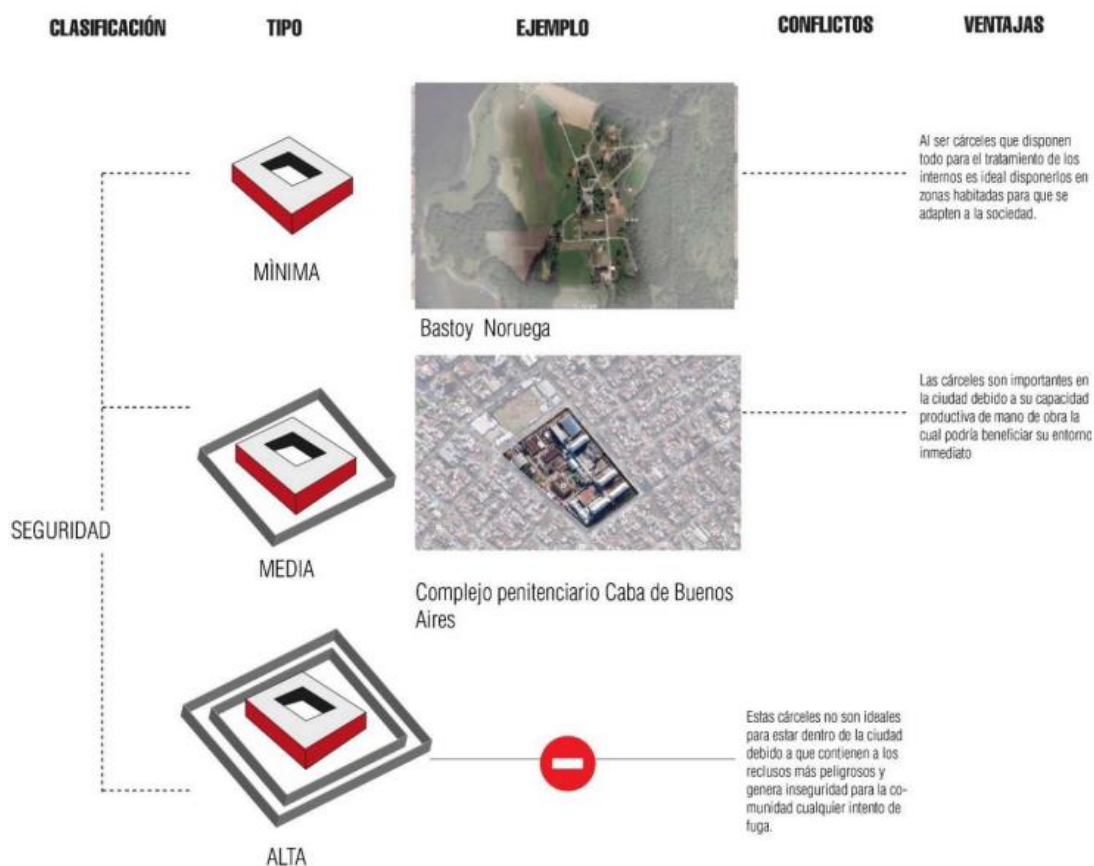 CLASIFICACIÓN TIPO EJEMPLO CONFLICTOS VENTAJAS
Al ser cárceles que disponen
todo para el tratamiento de los
internos es ideal disponerlos en
zonas habitadas para que se
adapten a la sociedad.
MÌNIMA
Bastoy Noruega
Las cárceles son importantes en
la ciudad debido a su capacidad
productiva de mano de obra la
cual podría beneficiar su entorno
inmediato
SEGURIDAD
MEDIA
Complejo penitenciario Caba de Buenos
Aires
Estas cárceles no son ideales
para estar dentro de la ciudad
debido a que contienen a los
reclusos más peligrosos y
genera inseguridad para la co-
munidad cualquier intento de
fuga.
ALTA